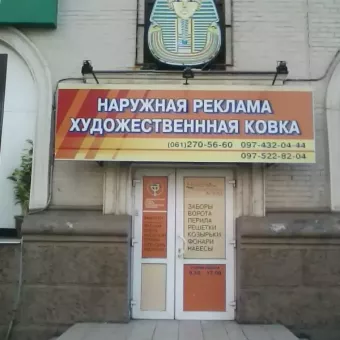 НАРУЖНАЯ РЕКЛАМА
ХУДОЖЕСТВЕНННАЯ КОВКА
(061)270-56-60 097-432-04-44
097-522-82-04
ЗАБОРЫ
ВОРОТА
ПЕРИЛА
РЕШЕТКИ
КОЗЫРЬКИ
ФОНАРИ
НАВЕСЫ